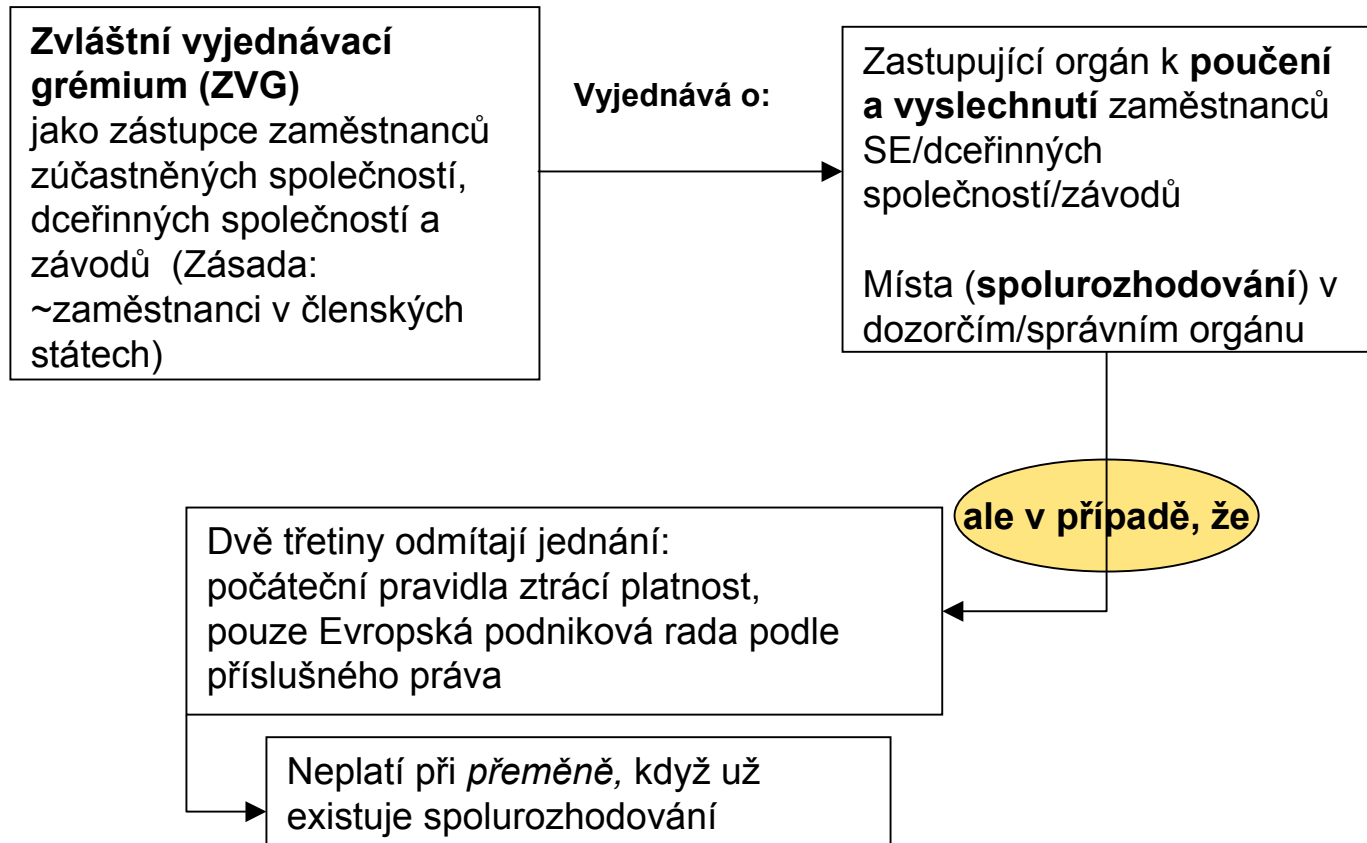 Zvláštní vyjednávací
grémium (ZVG)
jako zástupce zaměstnanců
zúčastněných společností,
dceřinných společností a
závodů  (Zásada:
~zaměstnanci v členských
státech)
Vyjednává o:
Zastupující orgán k poučení
a vyslechnutí zaměstnanců
SE/dceřinných
společností/závodů
Místa (spolurozhodování) v
dozorčím/správním orgánu
ale v případě, že
Dvě třetiny odmítají jednání:
počáteční pravidla ztrácí platnost,
pouze Evropská podniková rada podle
příslušného práva
Neplatí při přeměně, když už
existuje spolurozhodování